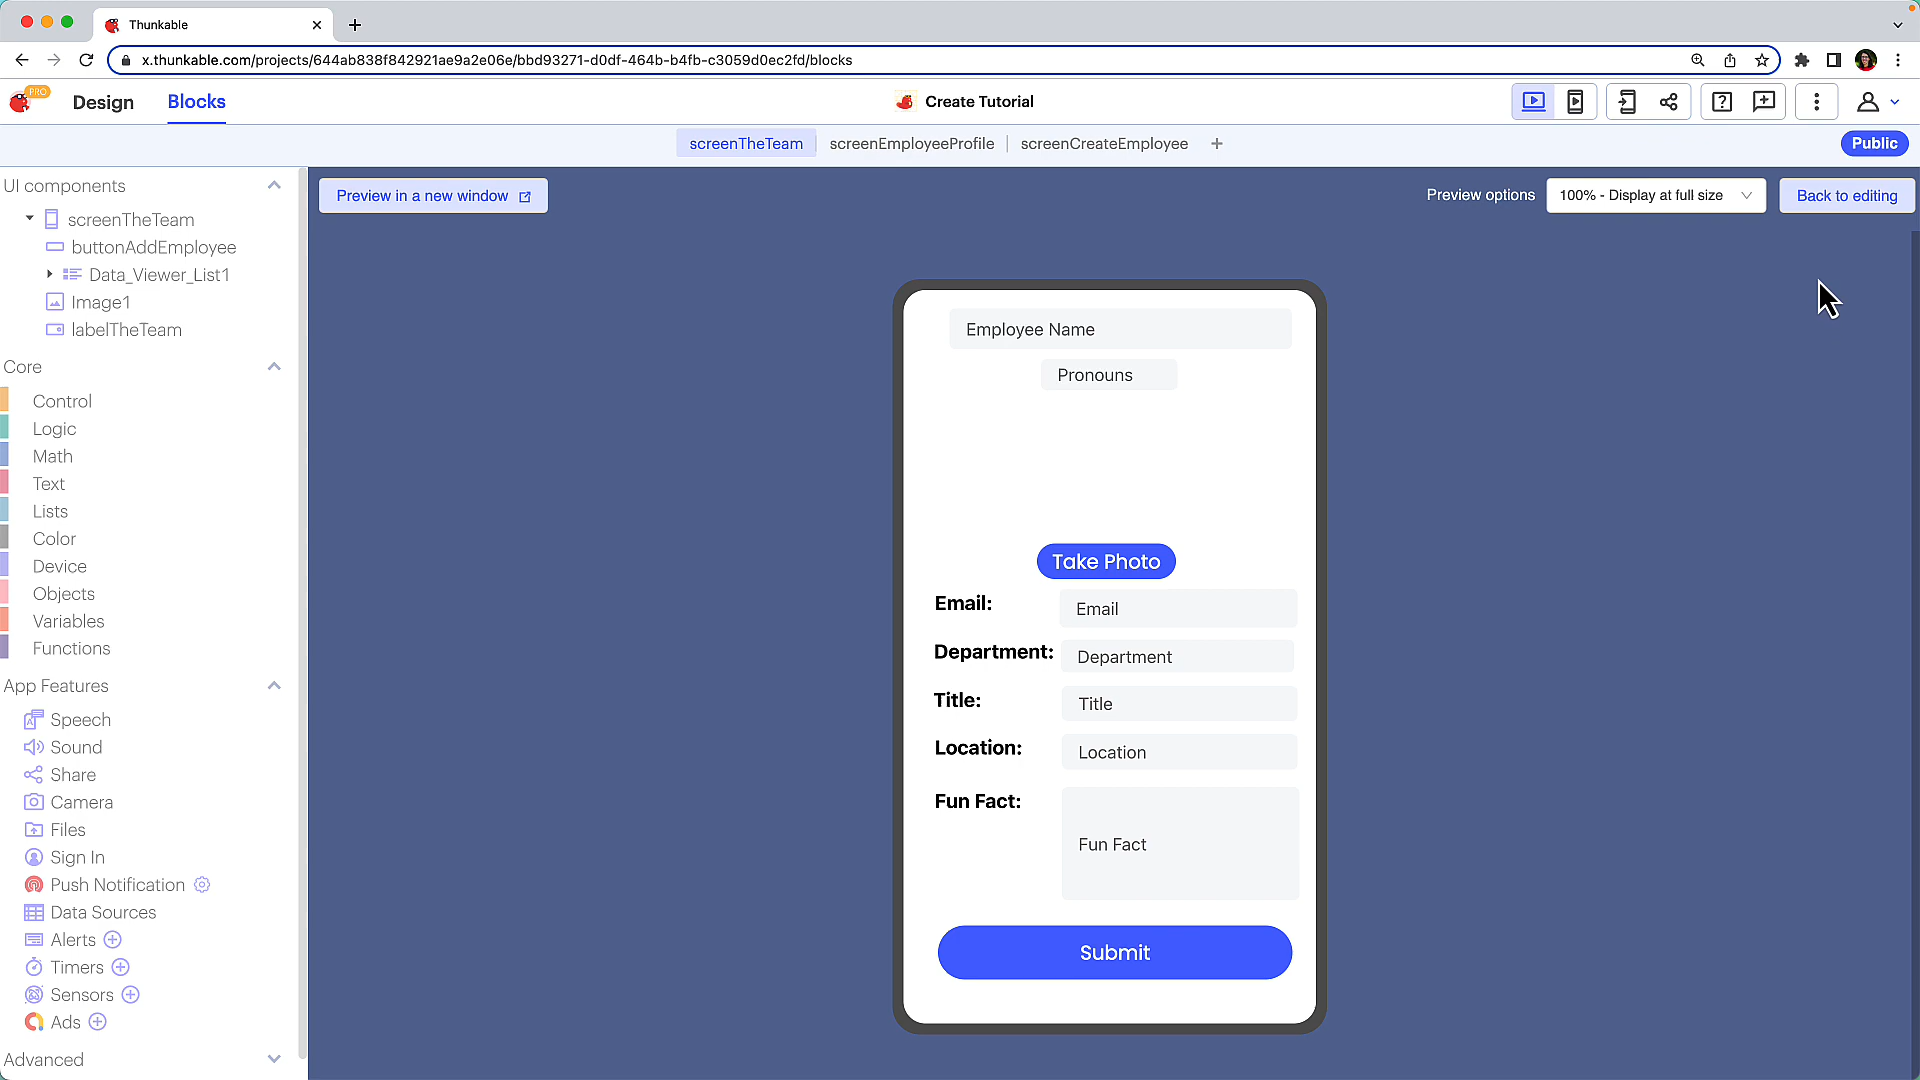 Thunkable
x.thunkable.com/projects/644ab838f842921ae9a2e06e/bbd93271-d0df-464b-b4fb-c3059d0ec2fd/blocks
PRO
Design
Blocks
Create Tutorial
screenTheTeam
screenEmployeeProfile
screenCreateEmployee
Public
UI components
screenTheTeam
buttonAddEmployee
Data_Viewer_List1
Image1
labelTheTeam
Core
Control
Logic
Math
Text
Lists
Color
Device
Objects
Variables
Functions
App Features
Speech
Sound
Share
Camera
Files
Sign In
Push Notification
Data Sources
Alerts
Timers
Sensors
Ads
Advanced
Preview in a new window
Preview options
100% - Display at full size
Back to editing
Employee Name
Pronouns
Take Photo
Email: Email
Department: Department
Title: Title
Location: Location
Fun Fact: Fun Fact
Submit